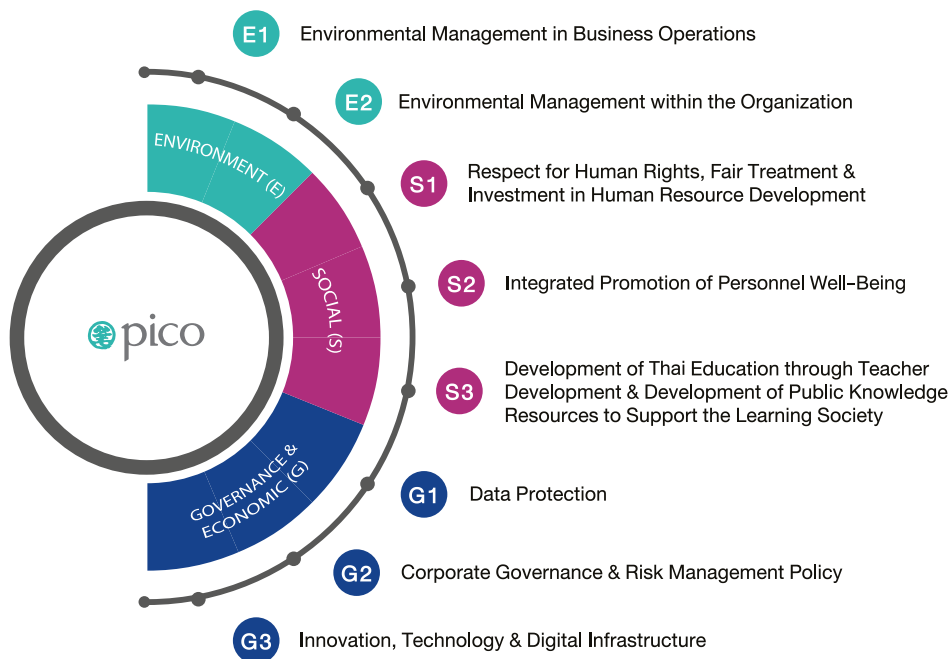 E1 Environmental Management in Business Operations
E2 Environmental Management within the Organization
ENVIRONMENT (E)
S1 Respect for Human Rights, Fair Treatment &
Investment in Human Resource Development
SOCIAL (S)
S2 Integrated Promotion of Personnel Well-Being
pico
S3 Development of Thai Education through Teacher
Development & Development of Public Knowledge
Resources to Support the Learning Society
GOVERNANCE &
ECONOMIC (G)
G1 Data Protection
G2 Corporate Governance & Risk Management Policy
G3 Innovation, Technology & Digital Infrastructure